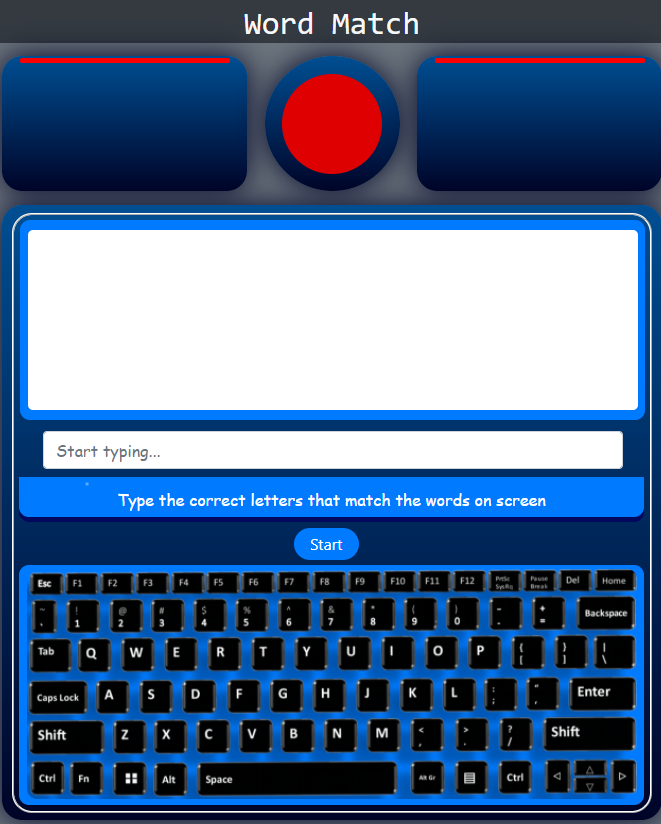 Word Match
Start typing...
Type the correct letters that match the words on screen
Start
Esc F1 F2 F3 F4 F5 F6 F7 F8 F9 F10 F11 F12 PrtSc SysRq Pause Break Del Home
~ ` ! 1 @ 2 # 3 $ 4 % 5 ^ 6 & 7 * 8 ( 9 ) 0 - + = Backspace
Tab Q W E R T Y U I O P { [ } ] | \
Caps Lock A S D F G H J K L : ; " , Enter
Shift Z X C V B N M < , > . ? / Shift
Ctrl Fn Alt Space Alt Gr Ctrl